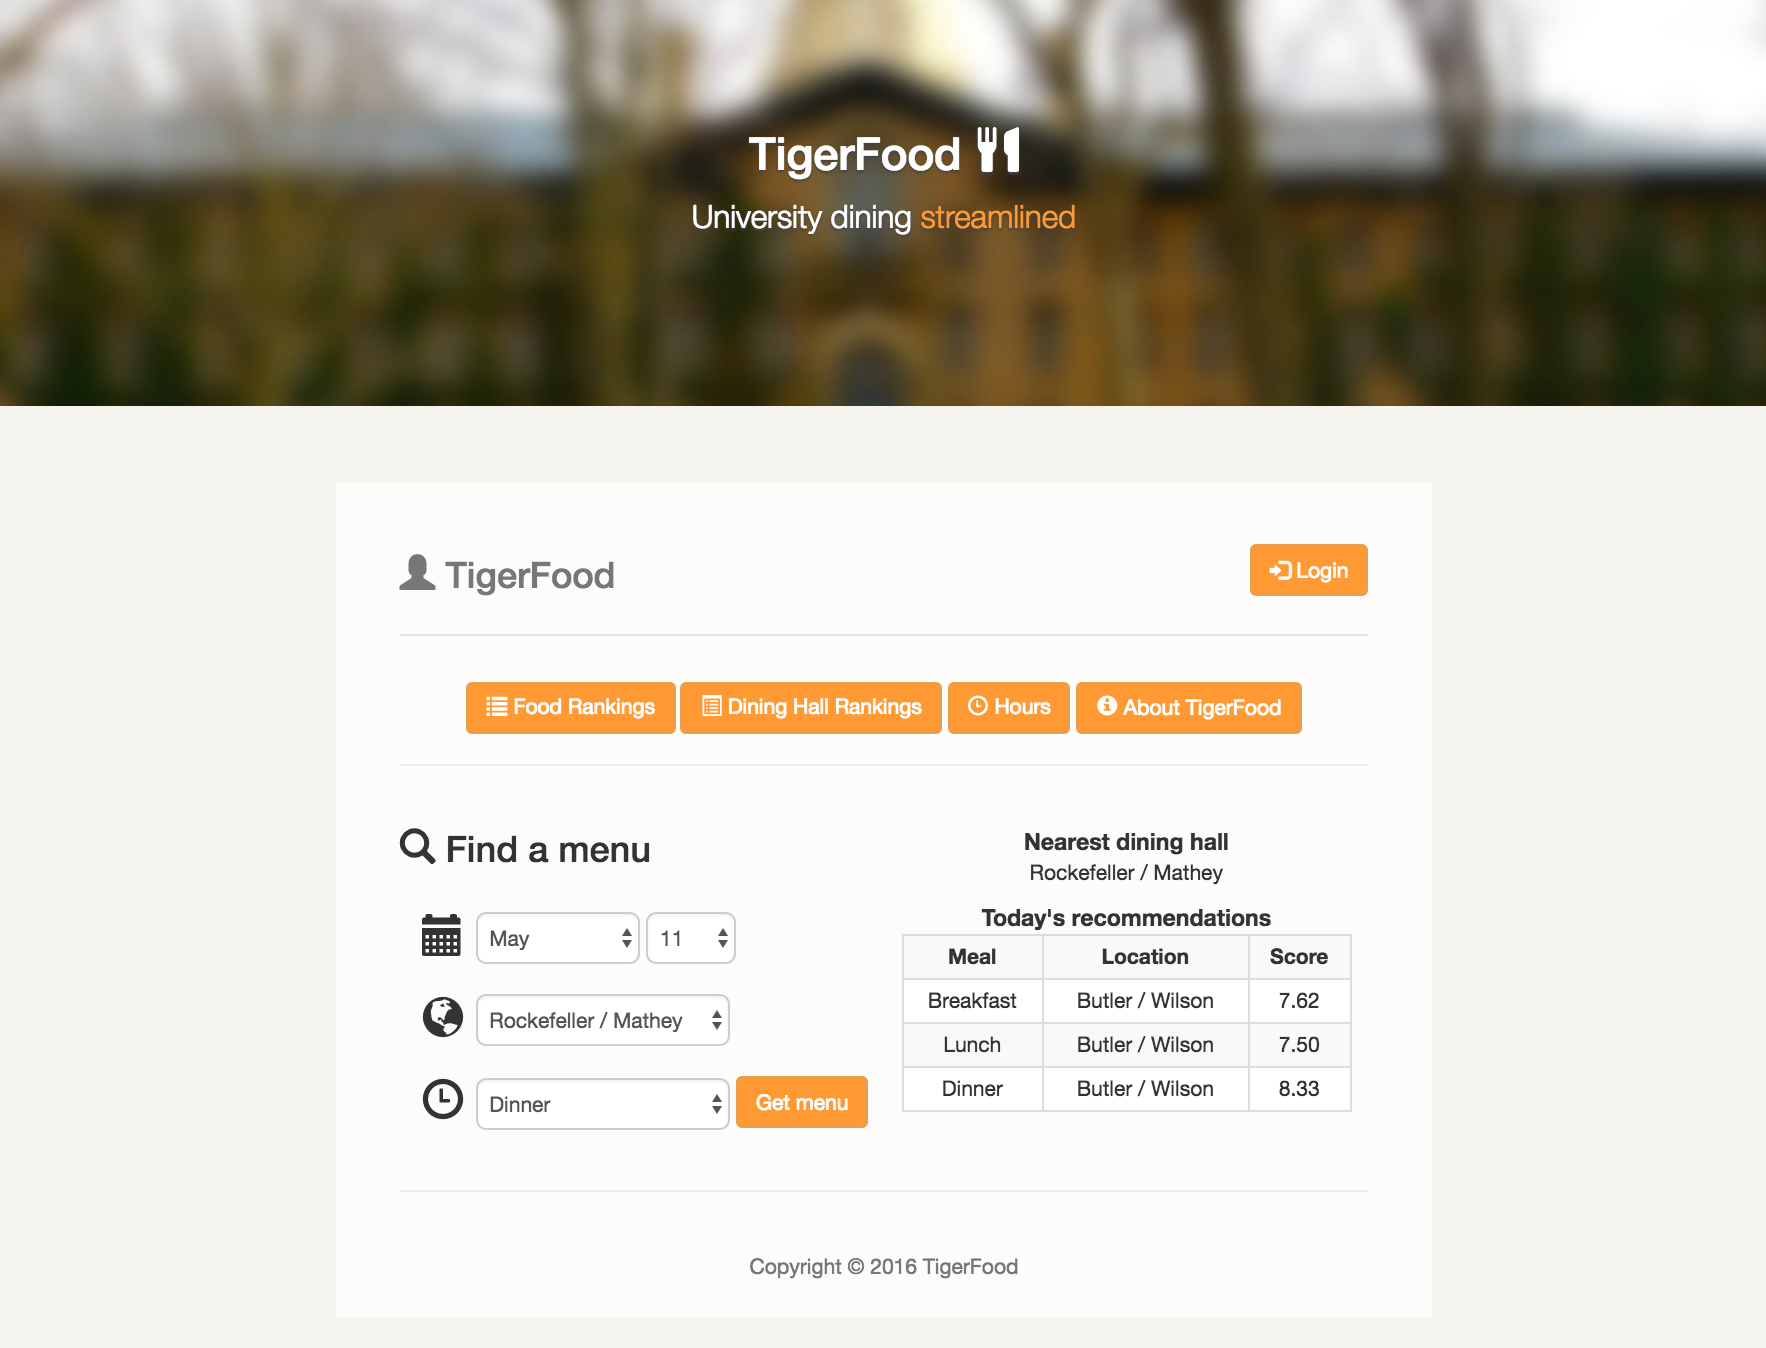 TigerFood
University dining streamlined
TigerFood
Login
Food Rankings
Dining Hall Rankings
Hours
About TigerFood
Find a menu
May
11
Rockefeller / Mathey
Dinner
Get menu
Nearest dining hall
Rockefeller / Mathey
Today's recommendations
Meal Location Score
Breakfast Butler / Wilson 7.62
Lunch Butler / Wilson 7.50
Dinner Butler / Wilson 8.33
Copyright © 2016 TigerFood